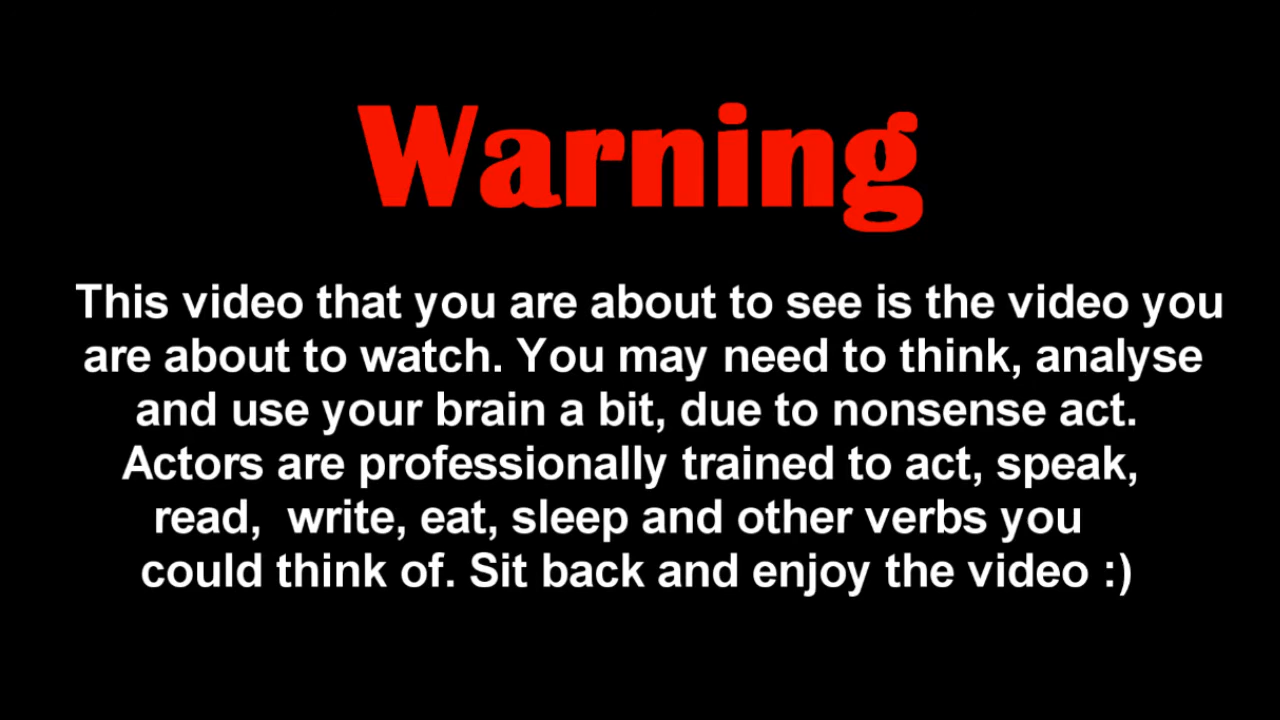 Warning
This video that you are about to see is the video you
are about to watch. You may need to think, analyse
and use your brain a bit, due to nonsense act.
Actors are professionally trained to act, speak,
read,  write, eat, sleep and other verbs you
could think of. Sit back and enjoy the video :)